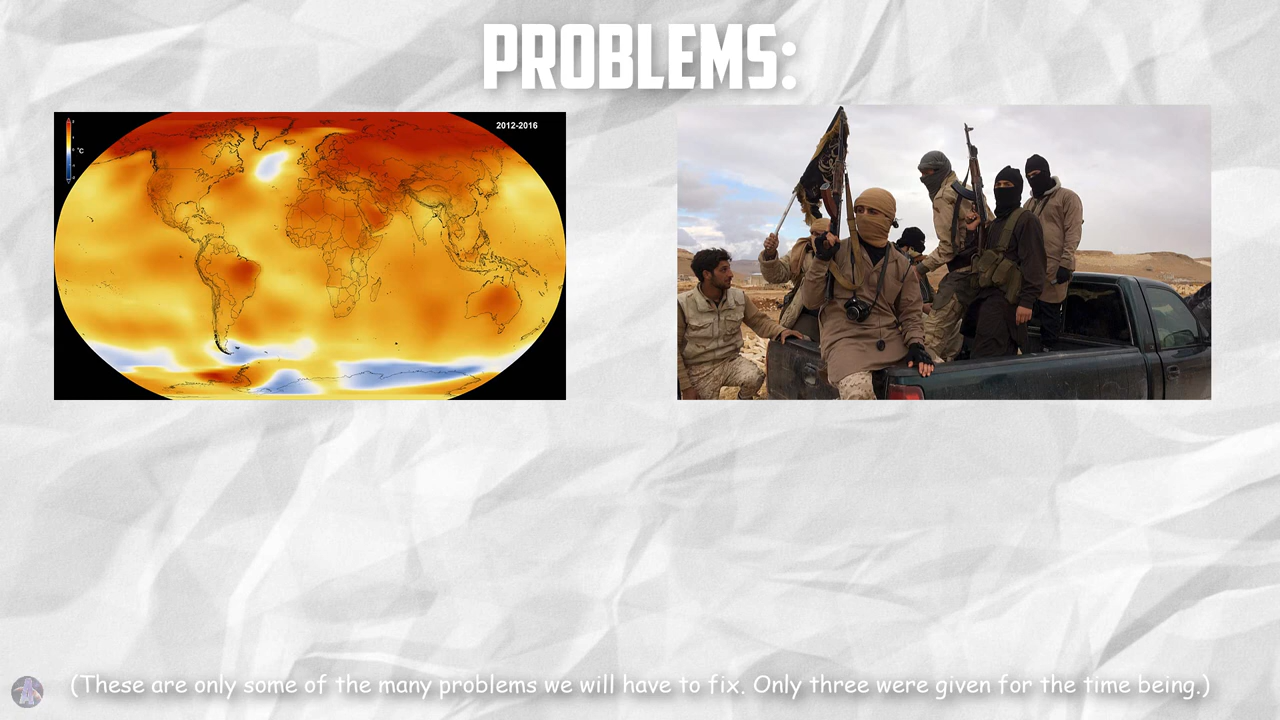 PROBLEMS:
2012-2016
°C
(These are only some of the many problems we will have to fix. Only three were given for the time being.)